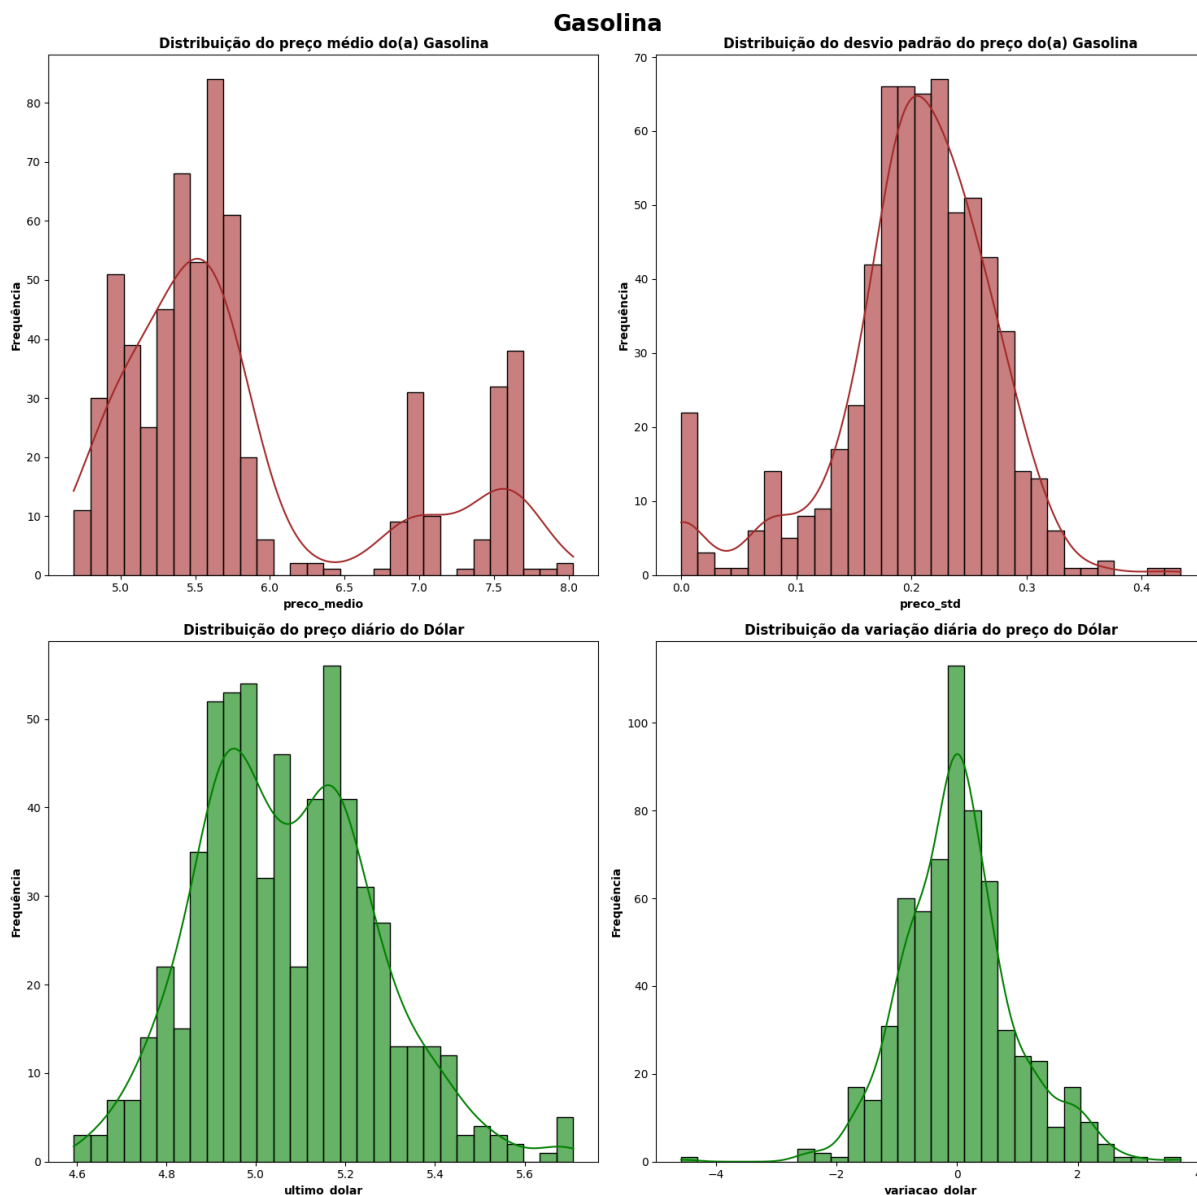 Gasolina
Distribuição do preço médio do(a) Gasolina
80
70
60
50
40
30
20
10
0
Frequência
5.0 5.5 6.0 6.5 7.0 7.5 8.0
preco_medio
Distribuição do desvio padrão do preço do(a) Gasolina
70
60
50
40
30
20
10
0
Frequência
0.0 0.1 0.2 0.3 0.4
preco_std
Distribuição do preço diário do Dólar
50
40
30
20
10
0
Frequência
4.6 4.8 5.0 5.2 5.4 5.6
ultimo_dolar
Distribuição da variação diária do preço do Dólar
100
80
60
40
20
0
Frequência
−4 −2 0 2
variacao_dolar